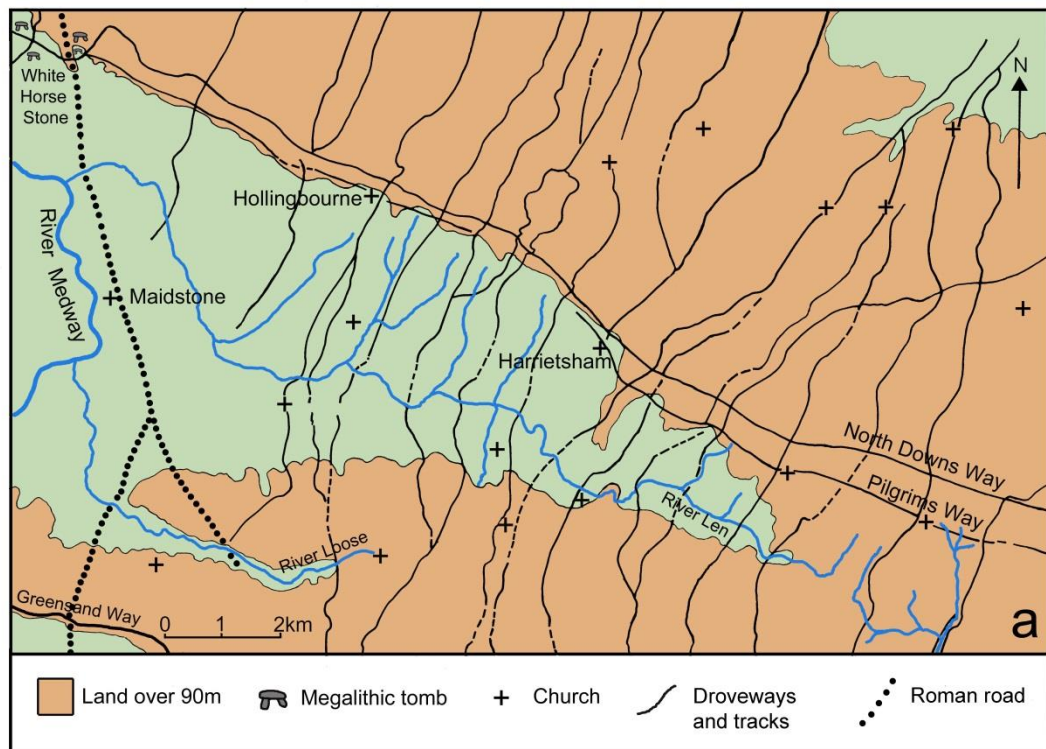 N
White
Horse
Stone
Hollingbourne
River Medway
Maidstone
Harrietsham
North Downs Way
Pilgrims Way
River Len
River Loose
Greensand Way
0 1 2km
a
Land over 90m
Megalithic tomb
Church
Droveways
and tracks
Roman road